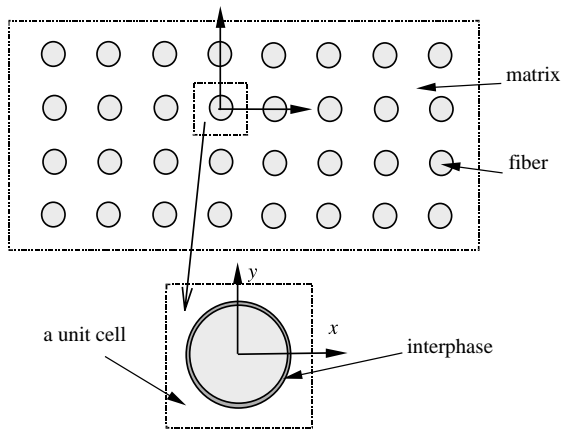 matrix
fiber
y
a unit cell
x
interphase